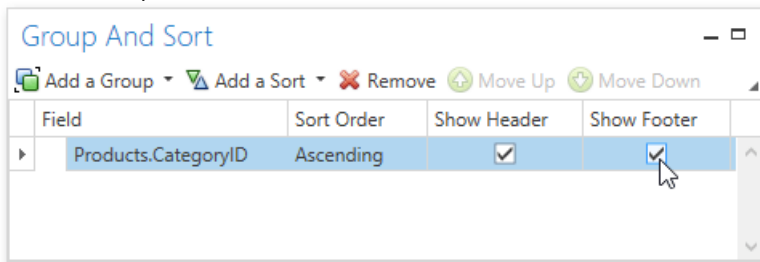 Group And Sort
Add a Group Add a Sort Remove Move Up Move Down
Field Sort Order Show Header Show Footer
Products.CategoryID Ascending